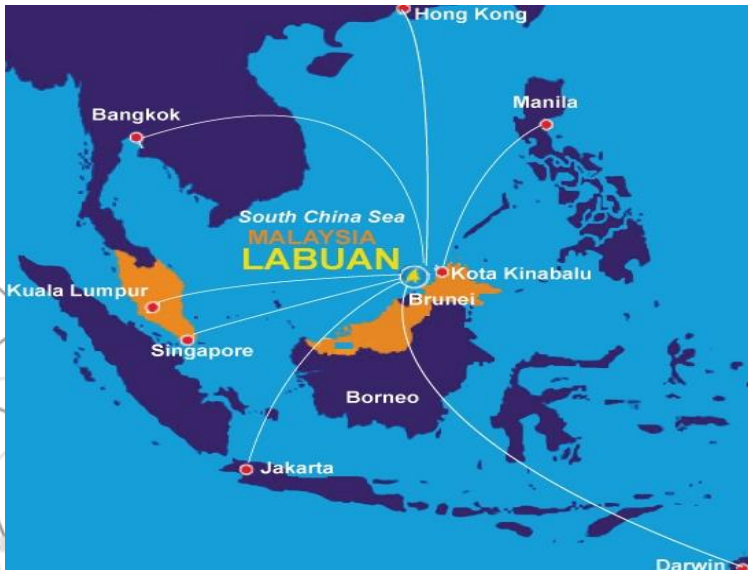 Hong Kong
Bangkok
Manila
South China Sea
MALAYSIA
LABUAN
Kota Kinabalu
Kuala Lumpur
Brunei
Singapore
Borneo
Jakarta
Darwin